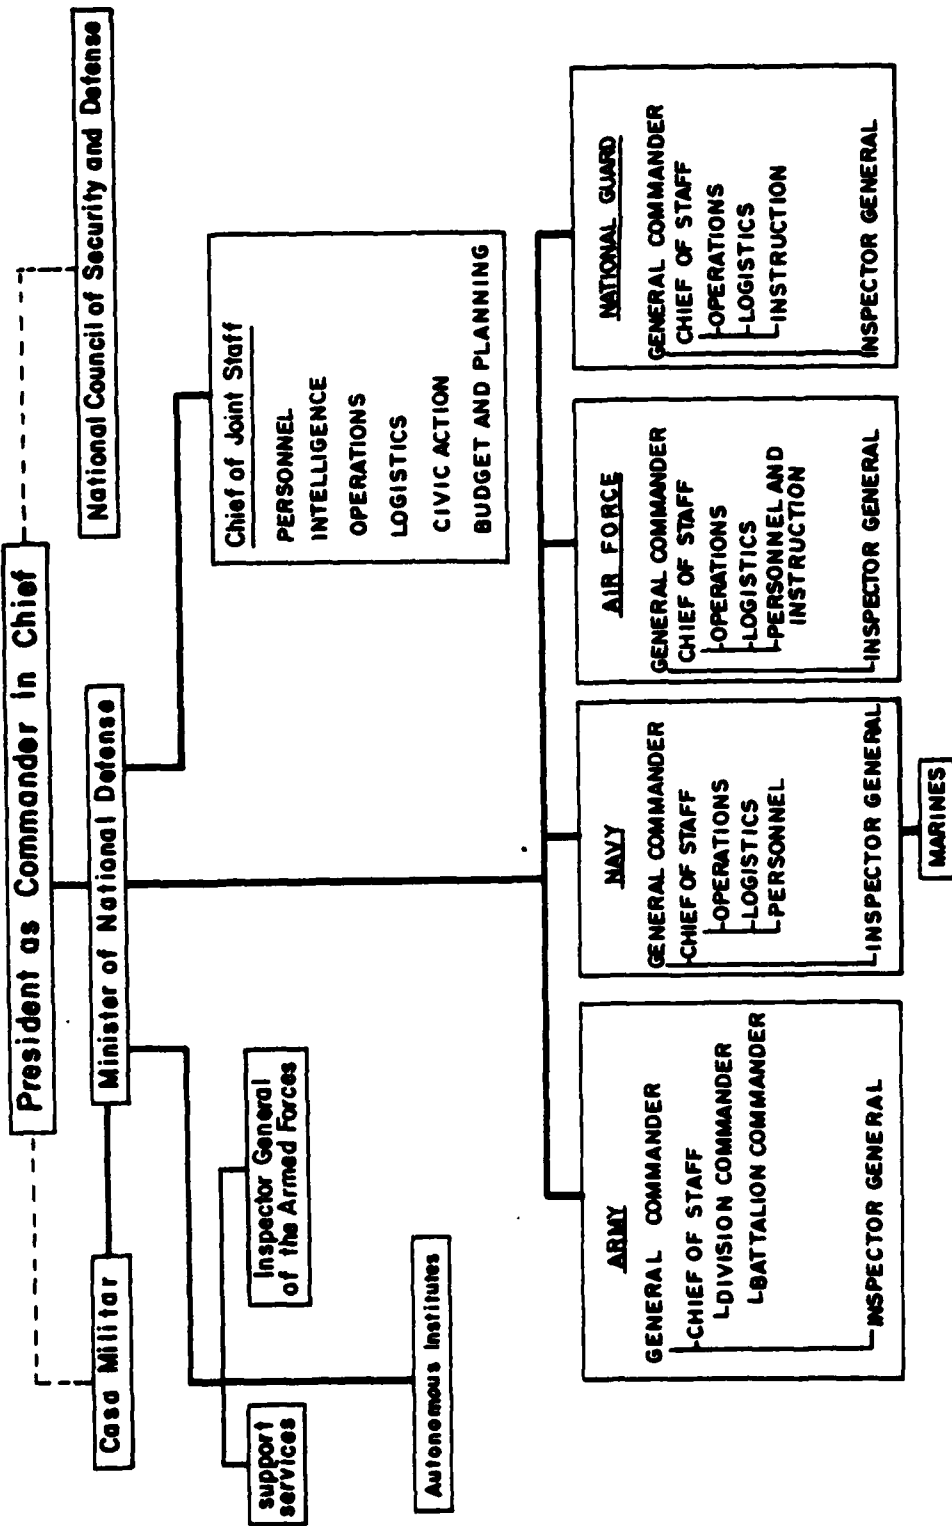 President as Commander in Chief
National Council of Security and Defense
Casa Militar
Minister of National Defense
Chief of Joint Staff
PERSONNEL
INTELLIGENCE
OPERATIONS
LOGISTICS
CIVIC ACTION
BUDGET AND PLANNING
support
services
Inspector General
of the Armed Forces
Autonomous Institutes
ARMY
GENERAL COMMANDER
CHIEF OF STAFF
DIVISION COMMANDER
BATTALION COMMANDER
INSPECTOR GENERAL
NAVY
GENERAL COMMANDER
CHIEF OF STAFF
OPERATIONS
LOGISTICS
PERSONNEL
INSPECTOR GENERAL
MARINES
AIR FORCE
GENERAL COMMANDER
CHIEF OF STAFF
OPERATIONS
LOGISTICS
PERSONNEL AND
INSTRUCTION
INSPECTOR GENERAL
NATIONAL GUARD
GENERAL COMMANDER
CHIEF OF STAFF
OPERATIONS
LOGISTICS
INSTRUCTION
INSPECTOR GENERAL